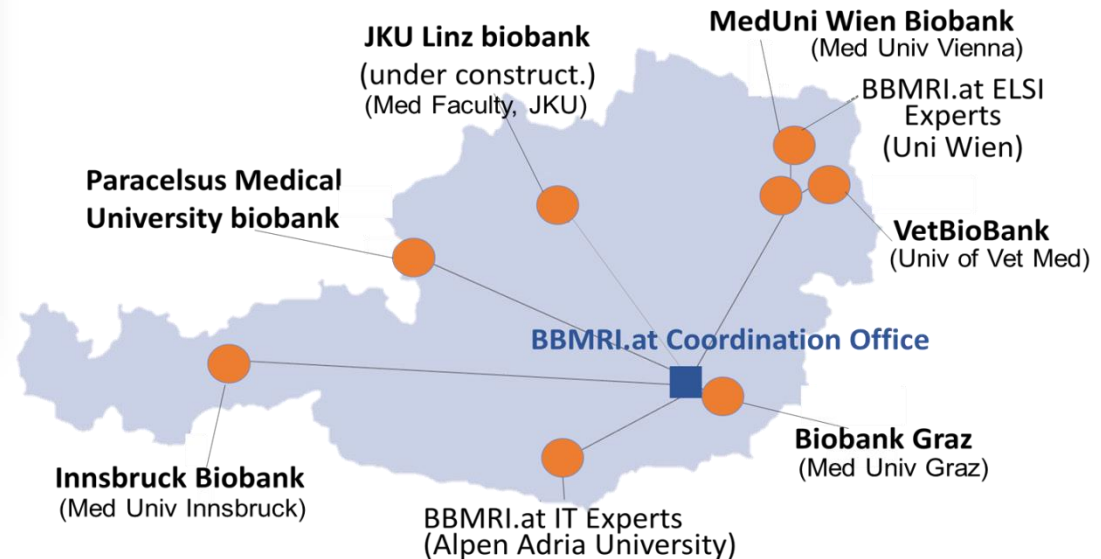 MedUni Wien Biobank
(Med Univ Vienna)
JKU Linz biobank
(under construct.)
(Med Faculty, JKU)
BBMRI.at ELSI
Experts
(Uni Wien)
Paracelsus Medical
University biobank
VetBioBank
(Univ of Vet Med)
BBMRI.at Coordination Office
Biobank Graz
(Med Univ Graz)
Innsbruck Biobank
(Med Univ Innsbruck)
BBMRI.at IT Experts
(Alpen Adria University)